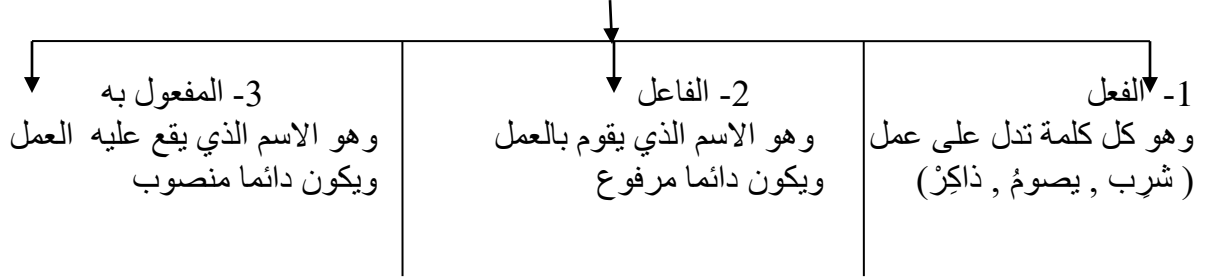 1- الفعل
وهو كل كلمة تدل على عمل
( شرِب , يصومُ , ذاكِرْ)
2- الفاعل
وهو الاسم الذي يقوم بالعمل
ويكون دائما مرفوع
3- المفعول به
وهو الاسم الذي يقع عليه العمل
ويكون دائما منصوب